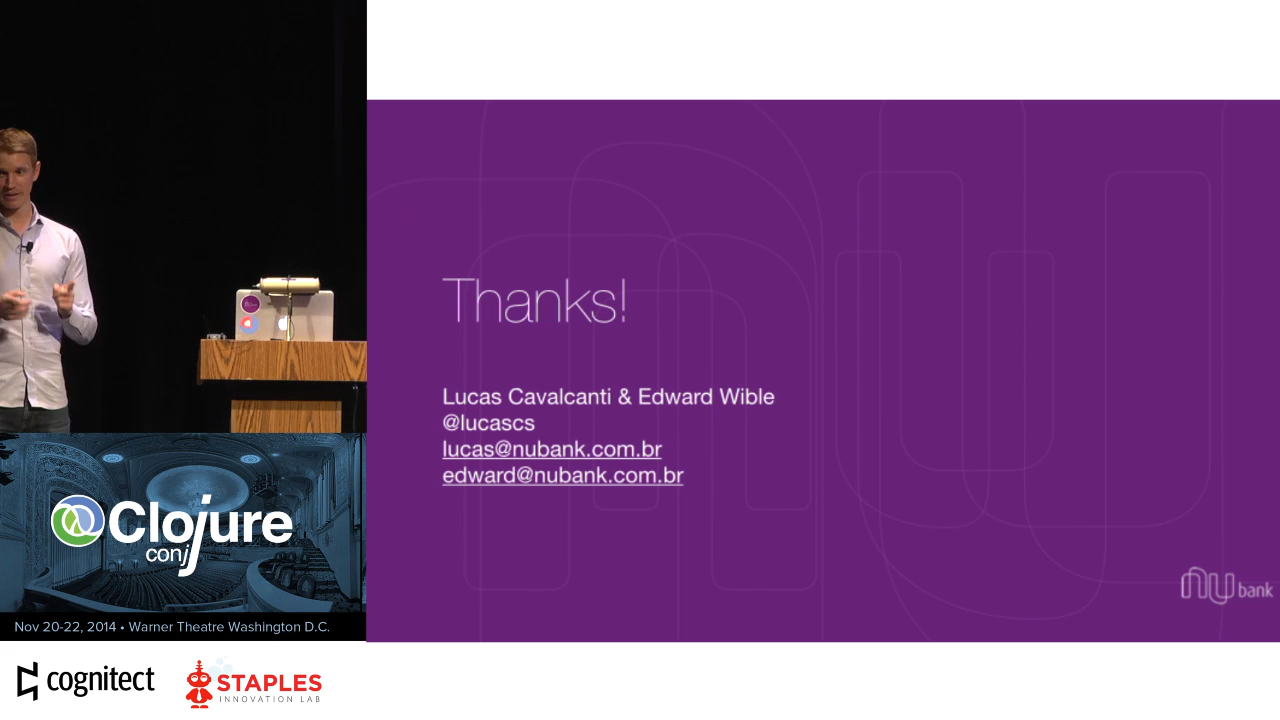 Thanks!
Lucas Cavalcanti & Edward Wible
@lucascs
lucas@nubank.com.br
edward@nubank.com.br
nu bank
Clojure
conj
Nov 20-22, 2014 • Warner Theatre Washington D.C.
cognitect
STAPLES
INNOVATION LAB